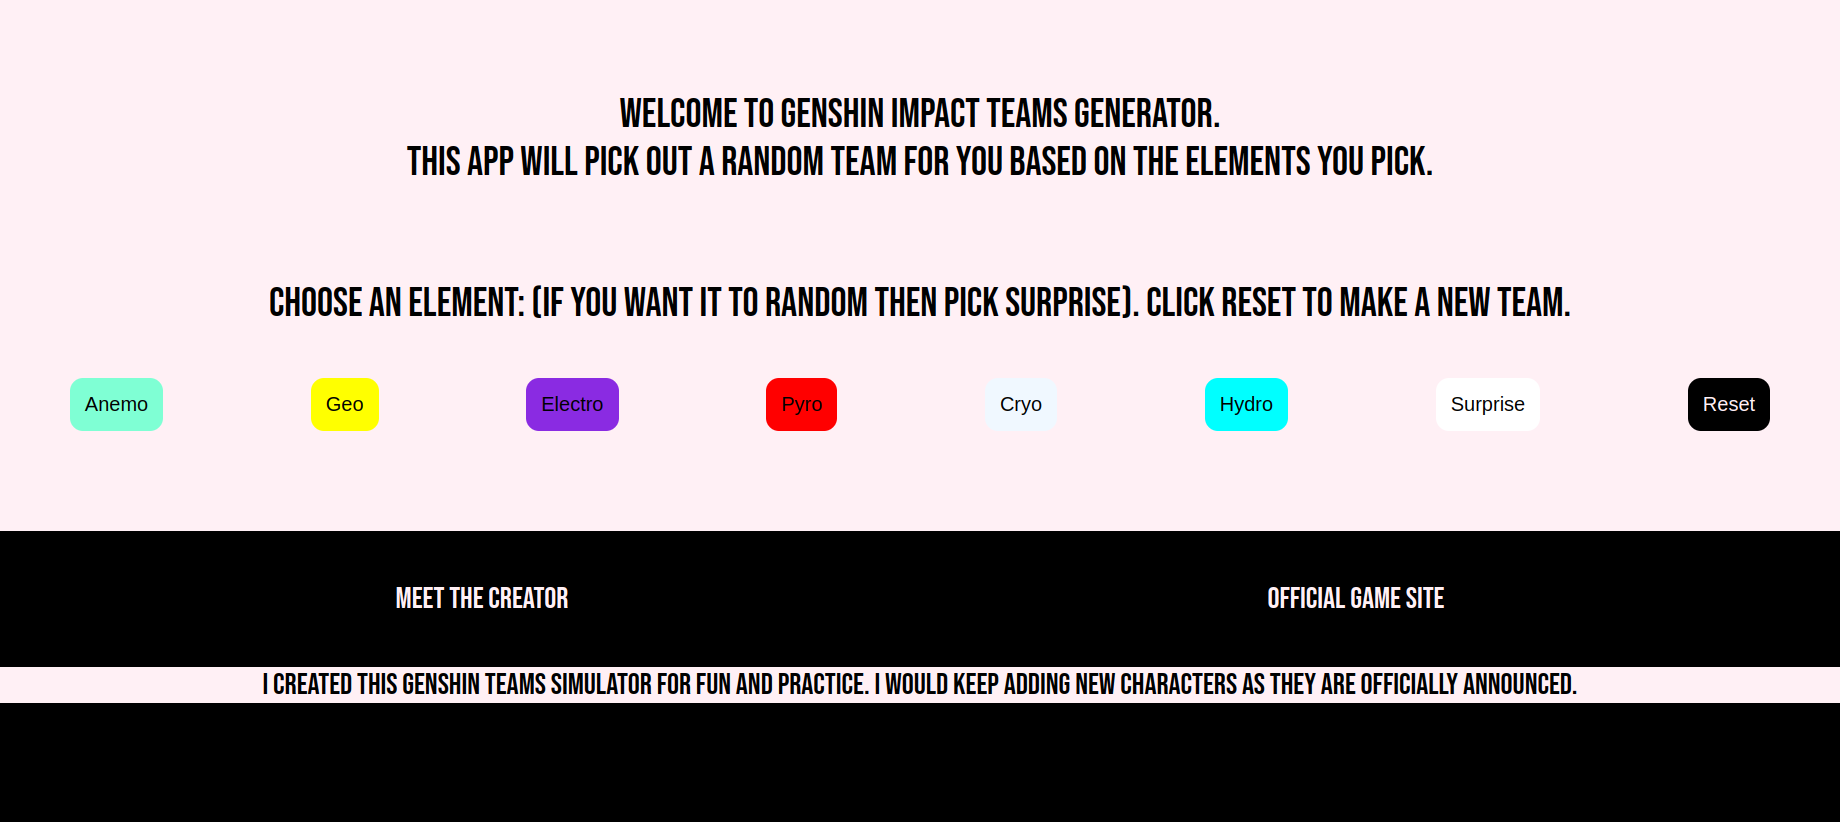 WELCOME TO GENSHIN IMPACT TEAMS GENERATOR.
THIS APP WILL PICK OUT A RANDOM TEAM FOR YOU BASED ON THE ELEMENTS YOU PICK.
CHOOSE AN ELEMENT: (IF YOU WANT IT TO RANDOM THEN PICK SURPRISE). CLICK RESET TO MAKE A NEW TEAM.
Anemo Geo Electro Pyro Cryo Hydro Surprise Reset
MEET THE CREATOR OFFICIAL GAME SITE
I CREATED THIS GENSHIN TEAMS SIMULATOR FOR FUN AND PRACTICE. I WOULD KEEP ADDING NEW CHARACTERS AS THEY ARE OFFICIALLY ANNOUNCED.